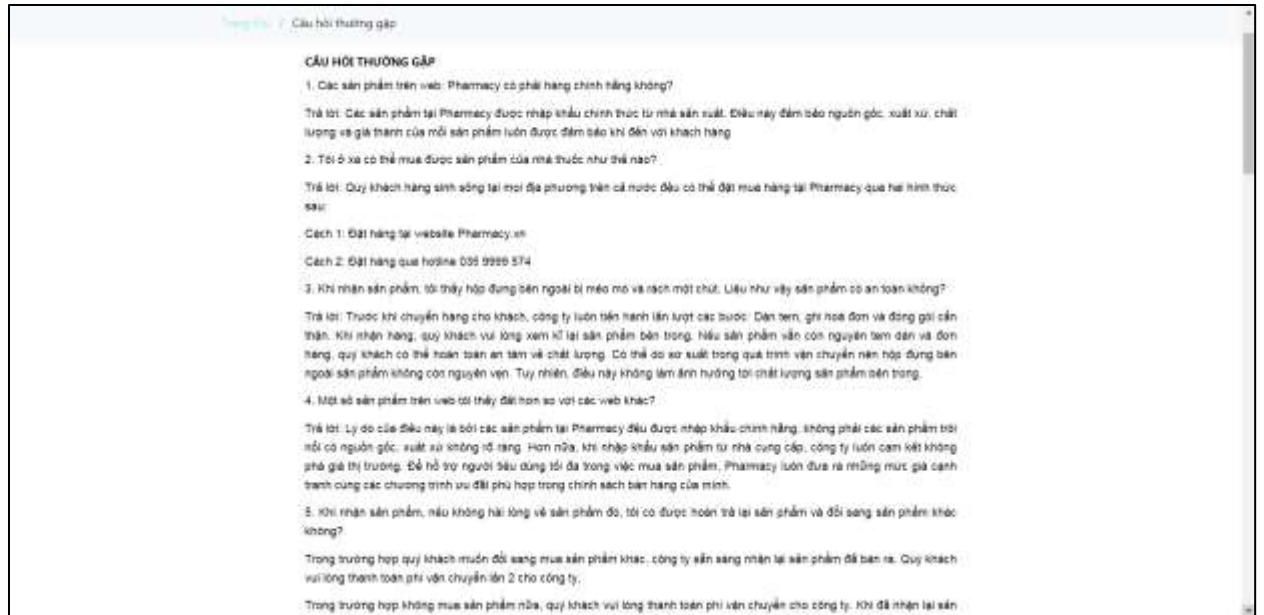 Trang chủ / Câu hỏi thường gặp
CÂU HỎI THƯỜNG GẶP
1. Các sản phẩm trên web: Pharmacy có phải hàng chính hãng không?
Trả lời: Các sản phẩm tại Pharmacy được nhập khẩu chính thức từ nhà sản xuất. Điều này đảm bảo nguồn gốc, xuất xứ, chất
lượng và giá thành của mỗi sản phẩm luôn được đảm bảo khi đến với khách hàng
2. Tôi ở xa có thể mua được sản phẩm của nhà thuốc như thế nào?
Trả lời: Quý khách hàng sinh sống tại mọi địa phương trên cả nước đều có thể đặt mua hàng tại Pharmacy qua hai hình thức
sau:
Cách 1: Đặt hàng tại website Pharmacy.vn
Cách 2: Đặt hàng qua hotline 035 9999 574
3. Khi nhận sản phẩm, tôi thấy hộp đựng bên ngoài bị méo mó và rách một chút. Liệu như vậy sản phẩm có an toàn không?
Trả lời: Trước khi chuyển hàng cho khách, công ty luôn tiến hành lần lượt các bước: Dán tem, ghi hoá đơn và đóng gói cẩn
thận. Khi nhận hàng, quý khách vui lòng xem kĩ lại sản phẩm bên trong. Nếu sản phẩm vẫn còn nguyên tem dán và đơn
hàng, quý khách có thể hoàn toàn an tâm về chất lượng. Có thể do sơ suất trong quá trình vận chuyển nên hộp đựng bên
ngoài sản phẩm không còn nguyên vẹn. Tuy nhiên, điều này không làm ảnh hưởng tới chất lượng sản phẩm bên trong.
4. Một số sản phẩm trên web tôi thấy đắt hơn so với các web khác?
Trả lời: Lý do của điều này là bởi các sản phẩm tại Pharmacy đều được nhập khẩu chính hãng, không phải các sản phẩm trôi
nổi có nguồn gốc, xuất xứ không rõ ràng. Hơn nữa, khi nhập khẩu sản phẩm từ nhà cung cấp, công ty luôn cam kết không
phá giá thị trường. Để hỗ trợ người tiêu dùng tối đa trong việc mua sản phẩm, Pharmacy luôn đưa ra những mức giá cạnh
tranh cùng các chương trình ưu đãi phù hợp trong chính sách bán hàng của mình.
5. Khi nhận sản phẩm, nếu không hài lòng về sản phẩm đó, tôi có được hoàn trả lại sản phẩm và đổi sang sản phẩm khác
không?
Trong trường hợp quý khách muốn đổi sang mua sản phẩm khác, công ty sẵn sàng nhận lại sản phẩm đã bán ra. Quý khách
vui lòng thanh toán phí vận chuyển lần 2 cho công ty.
Trong trường hợp không mua sản phẩm nữa, quý khách vui lòng thanh toán phí vận chuyển cho công ty. Khi đã nhận lại sản